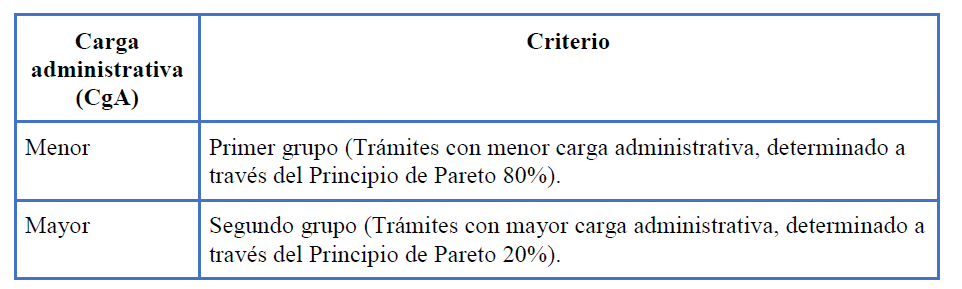 Carga
administrativa
(CgA)
Criterio
Menor
Primer grupo (Trámites con menor carga administrativa, determinado a
través del Principio de Pareto 80%).
Mayor
Segundo grupo (Trámites con mayor carga administrativa, determinado a
través del Principio de Pareto 20%).